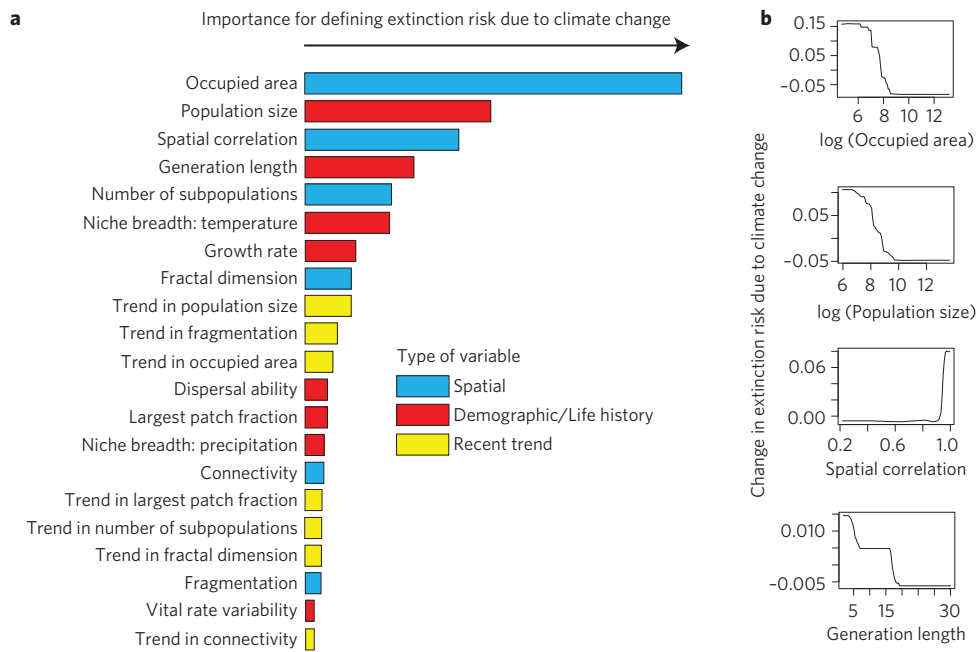 a
Importance for defining extinction risk due to climate change
Occupied area
Population size
Spatial correlation
Generation length
Number of subpopulations
Niche breadth: temperature
Growth rate
Fractal dimension
Trend in population size
Trend in fragmentation
Trend in occupied area
Dispersal ability
Largest patch fraction
Niche breadth: precipitation
Connectivity
Trend in largest patch fraction
Trend in number of subpopulations
Trend in fractal dimension
Fragmentation
Vital rate variability
Trend in connectivity
Type of variable
Spatial
Demographic/Life history
Recent trend
b
Change in extinction risk due to climate change
0.15
0.05
−0.05
6 8 10 12
log (Occupied area)
0.05
−0.05
6 8 10 12
log (Population size)
0.06
0.00
0.2 0.6 1.0
Spatial correlation
0.010
−0.005
5 15 30
Generation length